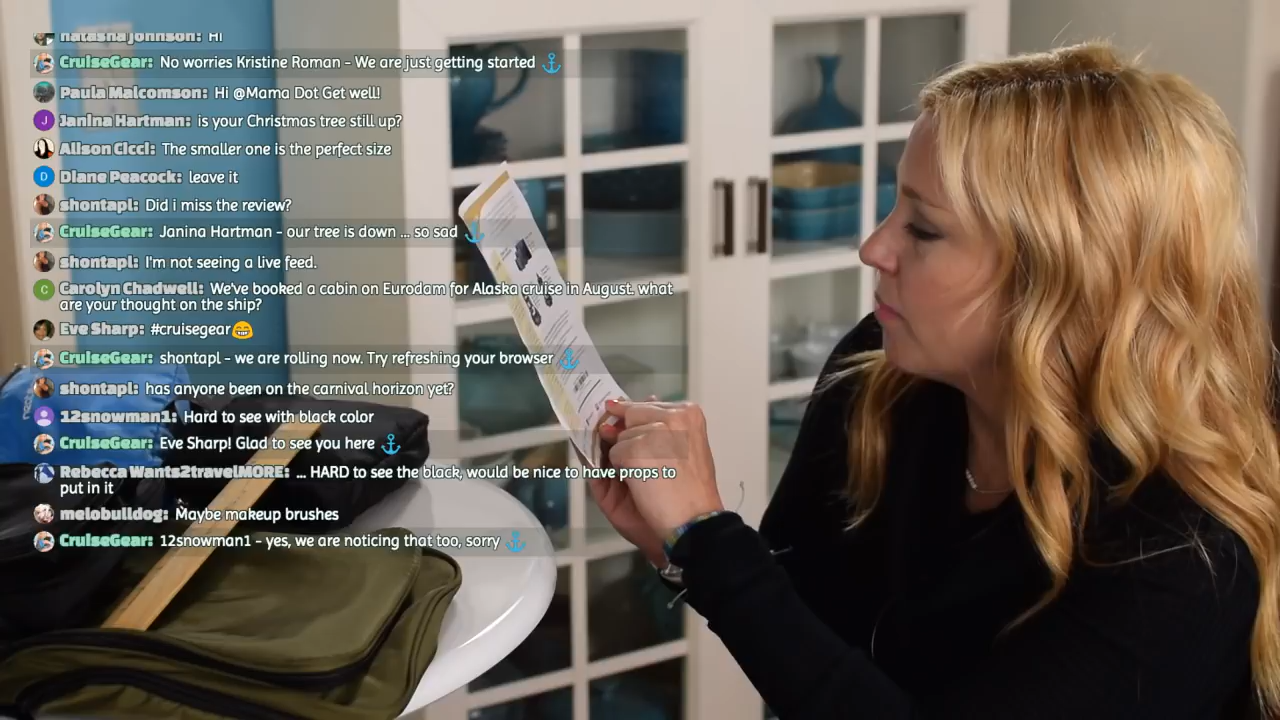 natasha johnson: Hi
CruiseGear: No worries Kristine Roman - We are just getting started
Paula Malcomson: Hi @Mama Dot Get well!
J Janina Hartman: is your Christmas tree still up?
Alison Cicci: The smaller one is the perfect size
D Diane Peacock: leave it
shontapl: Did i miss the review?
CruiseGear: Janina Hartman - our tree is down ... so sad
shontapl: I'm not seeing a live feed.
C Carolyn Chadwell: We've booked a cabin on Eurodam for Alaska cruise in August. what
are your thought on the ship?
Eve Sharp: #cruisegear😁
CruiseGear: shontapl - we are rolling now. Try refreshing your browser
shontapl: has anyone been on the carnival horizon yet?
12snowman1: Hard to see with black color
CruiseGear: Eve Sharp! Glad to see you here
Rebecca Wants2travelMORE: ... HARD to see the black, would be nice to have props to
put in it
melobulldog: Maybe makeup brushes
CruiseGear: 12snowman1 - yes, we are noticing that too, sorry